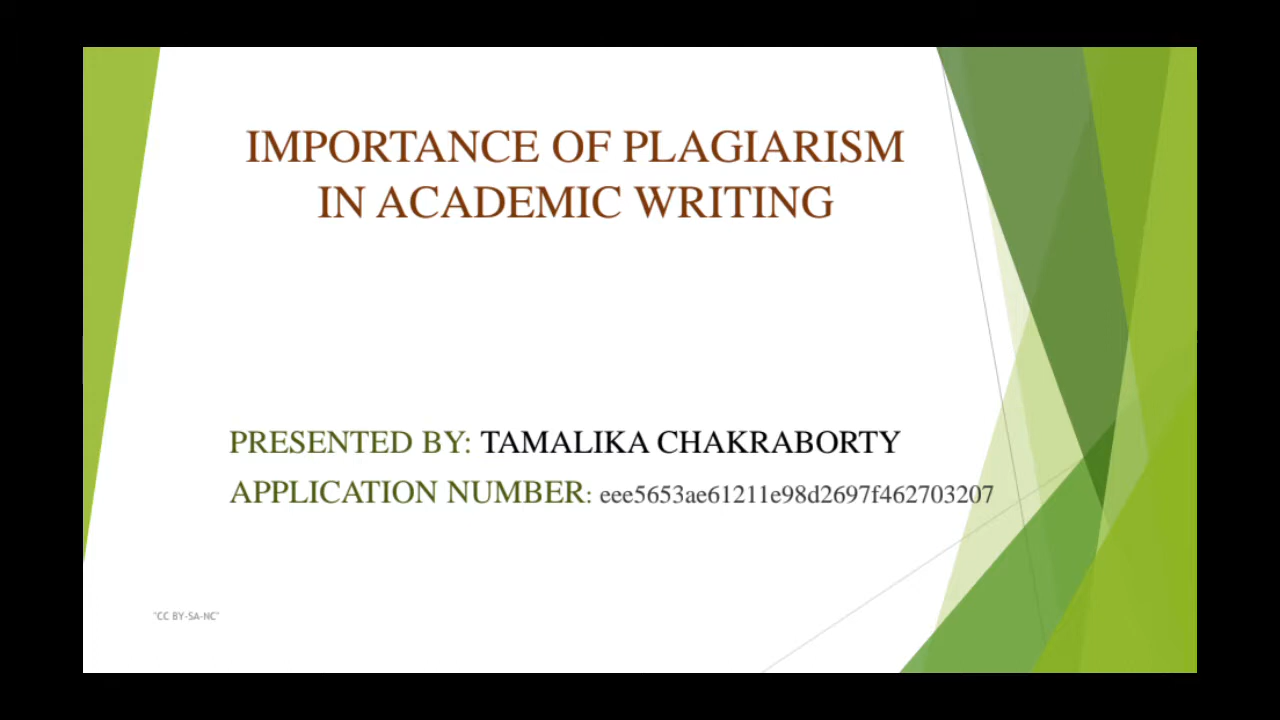 IMPORTANCE OF PLAGIARISM
IN ACADEMIC WRITING
PRESENTED BY: TAMALIKA CHAKRABORTY
APPLICATION NUMBER: eee5653ae61211e98d2697f462703207
"CC BY-SA-NC"